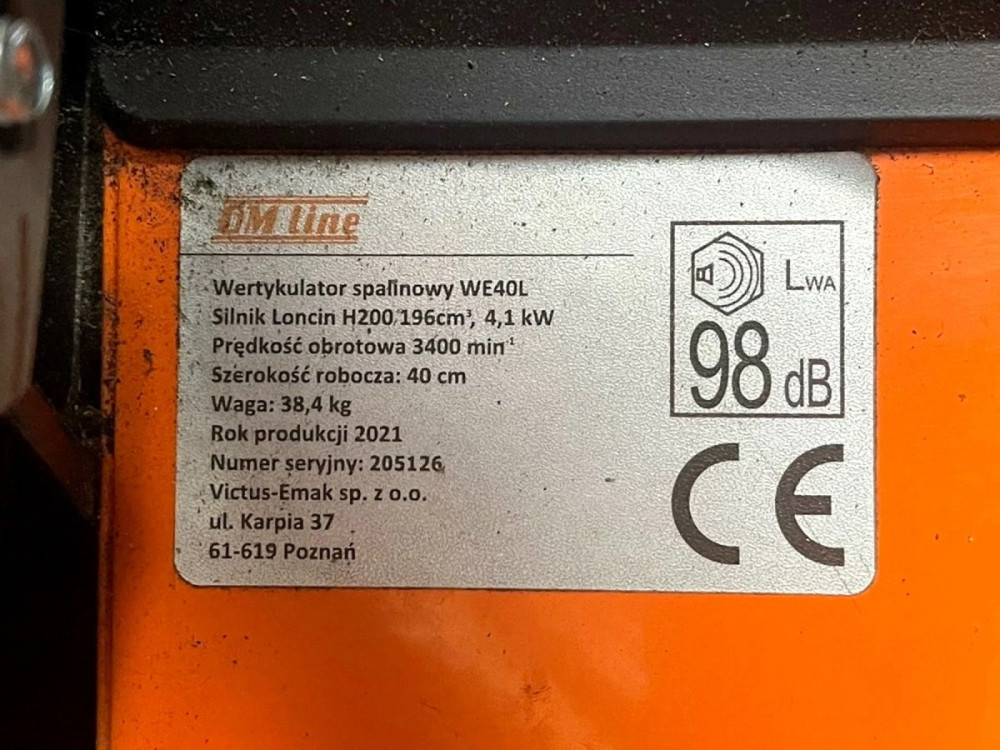 OM line
Wertykulator spalinowy WE40L
Silnik Loncin H200 196cm³, 4,1 kW
Prędkość obrotowa 3400 min⁻¹
Szerokość robocza: 40 cm
Waga: 38,4 kg
Rok produkcji 2021
Numer seryjny: 205126
Victus-Emak sp. z o.o.
ul. Karpia 37
61-619 Poznań
LWA
98 dB
CE